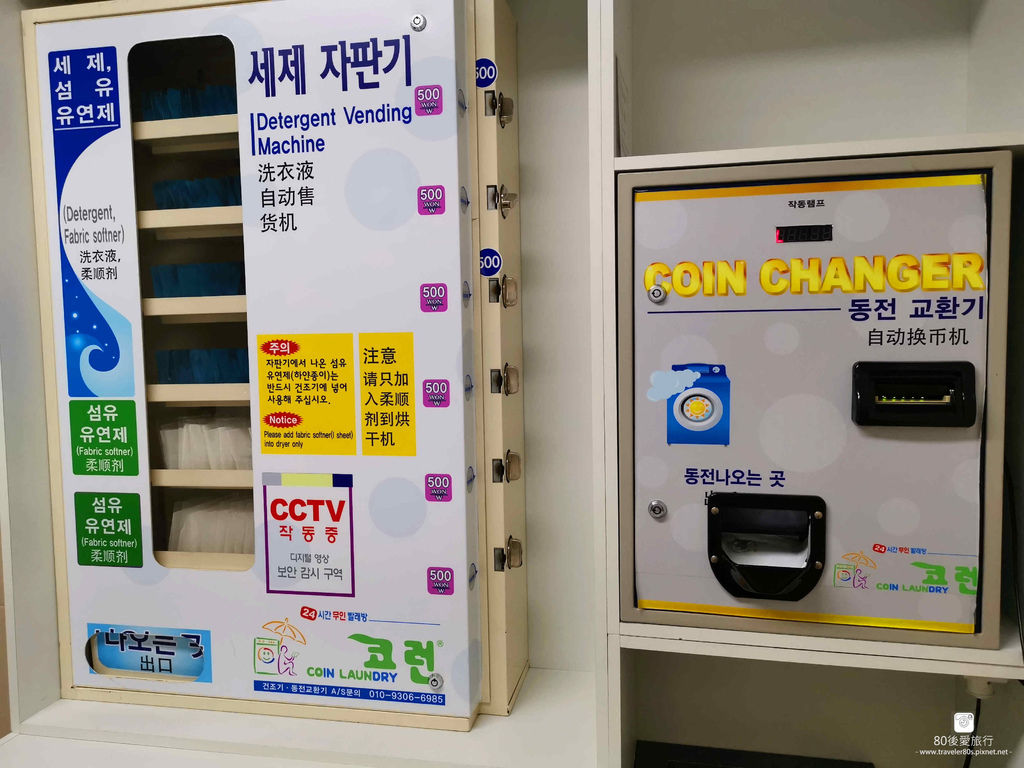 세 제,
섬 유
유연제
(Detergent,
Fabric softner)
洗衣液,
柔顺剂
섬유
유연제
(Fabric softner)
柔顺剂
섬유
유연제
(Fabric softner)
柔顺剂
나오는
出口
세제 자판기
Detergent Vending
Machine
洗衣液
自动售
货机
500
WON
₩
500
WON
₩
500
WON
₩
500
WON
₩
500
WON
₩
500
WON
₩
500
500
주의
자판기에서 나온 섬유
유연제(하얀종이)는
반드시 건조기에 넣어
사용해 주십시오.
Notice
Please add fabric softner(l sheet)
into dryer only
注意
请只加
入柔顺
剂到烘
干机
CCTV
작동중
디지털 영상
보안 감시 구역
24시간 무인 빨래방
코런®
COIN LAUNDRY
건조기·동전교환기 A/S문의 010-9306-6985
작동램프
COIN CHANGER
동전 교환기
自动换币机
동전나오는 곳
24시간 무인 빨래방
코런
COIN LAUNDRY
80後愛旅行
- www.traveler80s.pixnet.net -